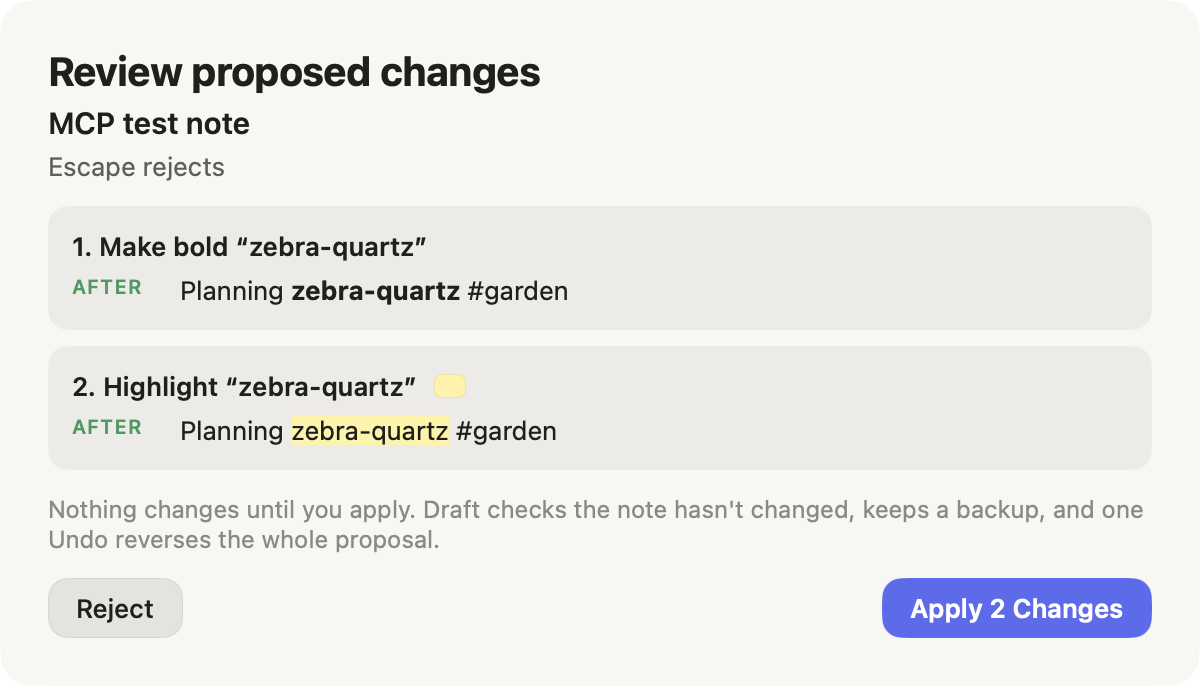 Review proposed changes
MCP test note
Escape rejects
1. Make bold “zebra-quartz”
AFTER Planning zebra-quartz #garden
2. Highlight “zebra-quartz”
AFTER Planning zebra-quartz #garden
Nothing changes until you apply. Draft checks the note hasn't changed, keeps a backup, and one
Undo reverses the whole proposal.
Reject Apply 2 Changes